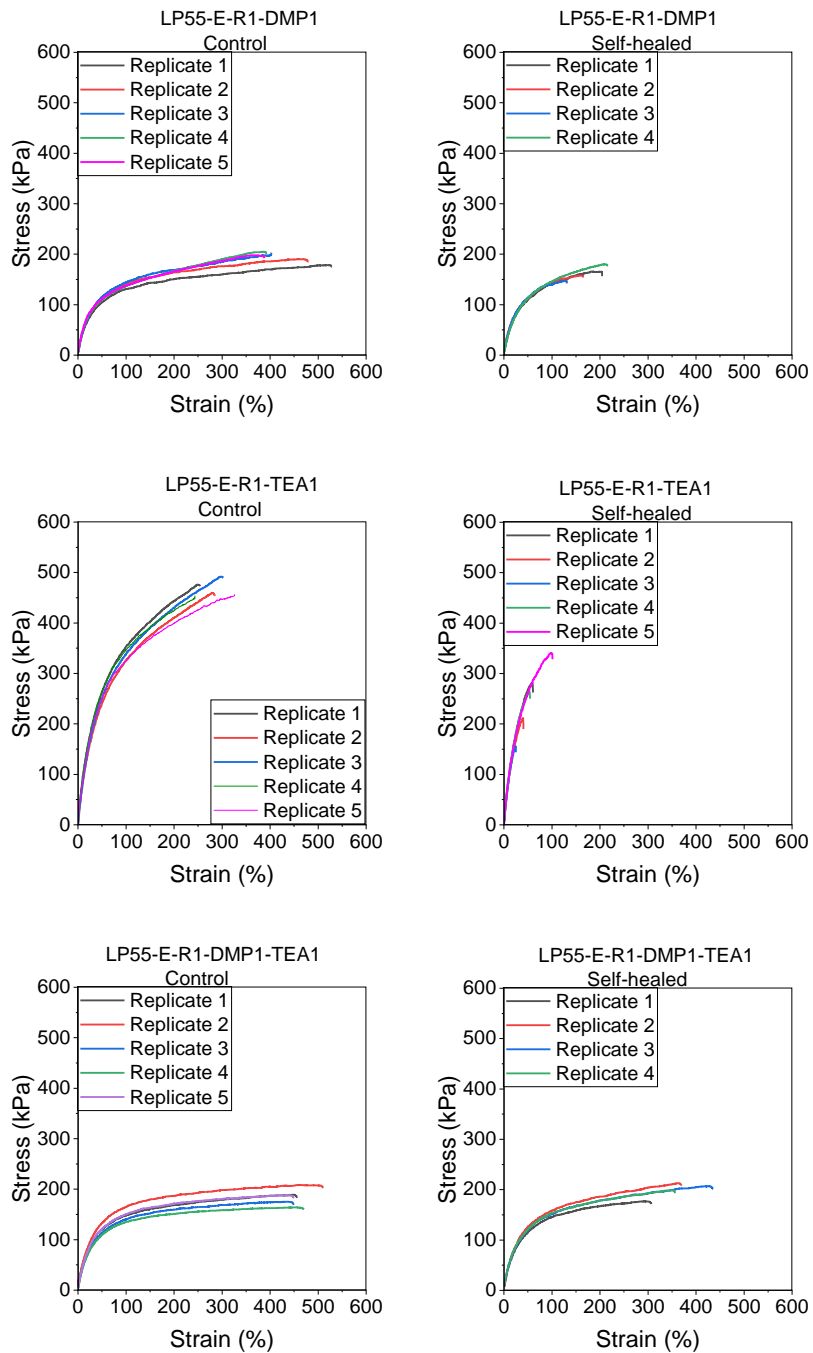 LP55-E-R1-DMP1
Control
600
500
400
300
200
100
0
Stress (kPa)
Replicate 1
Replicate 2
Replicate 3
Replicate 4
Replicate 5
0 100 200 300 400 500 600
Strain (%)
LP55-E-R1-DMP1
Self-healed
600
500
400
300
200
100
0
Stress (kPa)
Replicate 1
Replicate 2
Replicate 3
Replicate 4
0 100 200 300 400 500 600
Strain (%)
LP55-E-R1-TEA1
Control
600
500
400
300
200
100
0
Stress (kPa)
Replicate 1
Replicate 2
Replicate 3
Replicate 4
Replicate 5
0 100 200 300 400 500 600
Strain (%)
LP55-E-R1-TEA1
Self-healed
600
500
400
300
200
100
0
Stress (kPa)
Replicate 1
Replicate 2
Replicate 3
Replicate 4
Replicate 5
0 100 200 300 400 500 600
Strain (%)
LP55-E-R1-DMP1-TEA1
Control
600
500
400
300
200
100
0
Stress (kPa)
Replicate 1
Replicate 2
Replicate 3
Replicate 4
Replicate 5
0 100 200 300 400 500 600
Strain (%)
LP55-E-R1-DMP1-TEA1
Self-healed
600
500
400
300
200
100
0
Stress (kPa)
Replicate 1
Replicate 2
Replicate 3
Replicate 4
0 100 200 300 400 500 600
Strain (%)